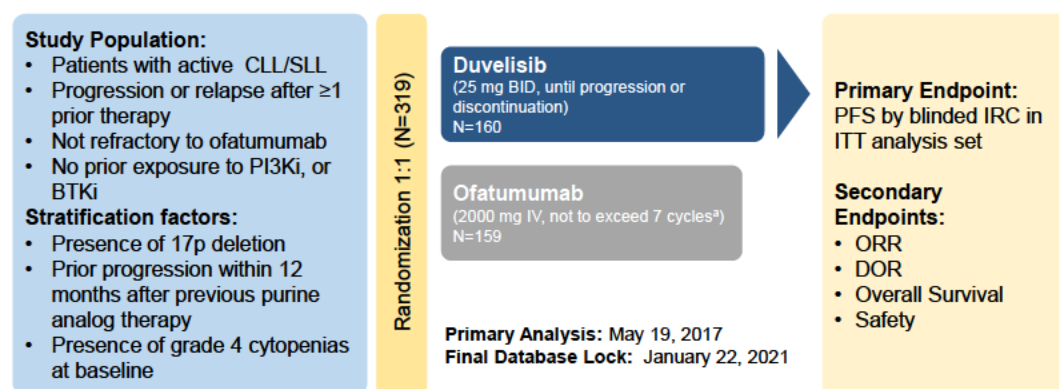 Study Population:
• Patients with active CLL/SLL
• Progression or relapse after ≥1
prior therapy
• Not refractory to ofatumumab
• No prior exposure to PI3Ki, or
BTKi
Stratification factors:
• Presence of 17p deletion
• Prior progression within 12
months after previous purine
analog therapy
• Presence of grade 4 cytopenias
at baseline
Randomization 1:1 (N=319)
Duvelisib
(25 mg BID, until progression or
discontinuation)
N=160
Ofatumumab
(2000 mg IV, not to exceed 7 cyclesᵃ)
N=159
Primary Analysis: May 19, 2017
Final Database Lock: January 22, 2021
Primary Endpoint:
PFS by blinded IRC in
ITT analysis set
Secondary
Endpoints:
• ORR
• DOR
• Overall Survival
• Safety